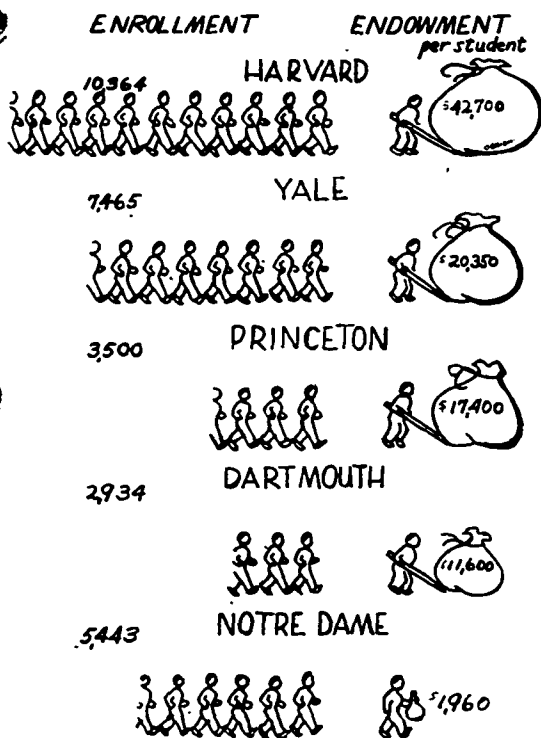 ENROLLMENT ENDOWMENT
per student
HARVARD
10,364
$42,700
YALE
7,465
$20,350
PRINCETON
3,500
$17,400
DARTMOUTH
2,934
$11,600
NOTRE DAME
5,443
$1,960